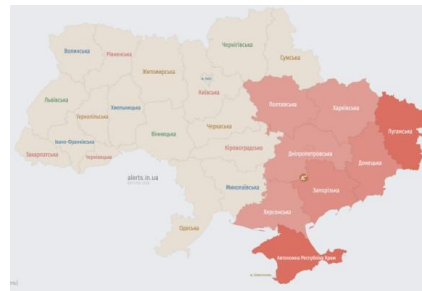 Чернігівська
Волинська
Рівненська
Сумська
Житомирська
Київська
Львівська
Полтавська
Харківська
Тернопільська
Хмельницька
Луганська
Черкаська
Вінницька
Івано-Франківська
Кіровоградська
Дніпропетровська
Донецька
Закарпатська
Чернівецька
alerts.in.ua
Миколаївська
Запорізька
Херсонська
Одеська
Автономна Республіка Крим